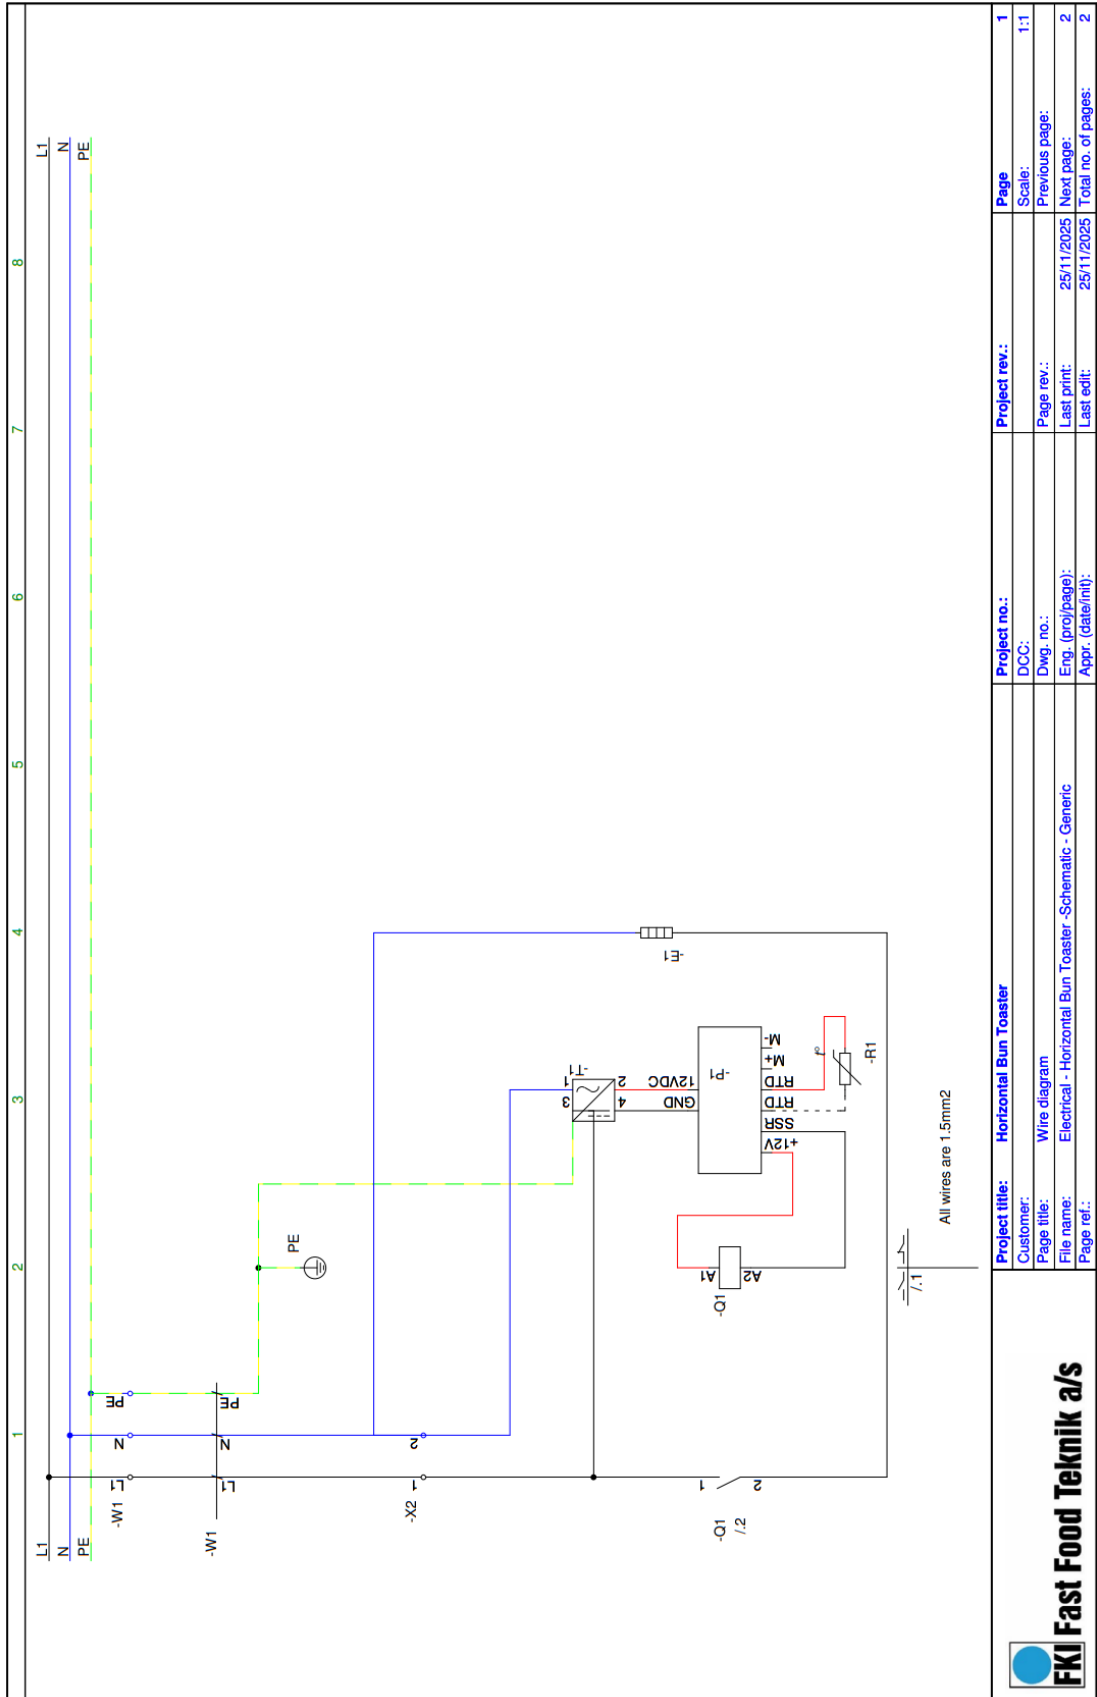 1 2 3 4 5 6 7 8
L1
L1
N
N
PE
PE
-W1
L1
N
PE
-W1
L1
N
PE
PE
-X2
1
2
-T1
3
1
4
2
-E1
GND
12VDC
-P1
+12V
SSR
RTD
RTD
M+
M-
t°
-R1
-Q1
A1
A2
-Q1
/.2
1
2
/.1
All wires are 1.5mm2
FKI Fast Food Teknik a/s
Project title: Horizontal Bun Toaster
Customer:
Page title: Wire diagram
File name: Electrical - Horizontal Bun Toaster -Schematic - Generic
Page ref.:
Project no.:
DCC:
Dwg. no.:
Eng. (proj/page):
Appr. (date/init):
Project rev.:
Page rev.:
Last print: 25/11/2025
Last edit: 25/11/2025
Page 1
Scale: 1:1
Previous page:
Next page: 2
Total no. of pages: 2